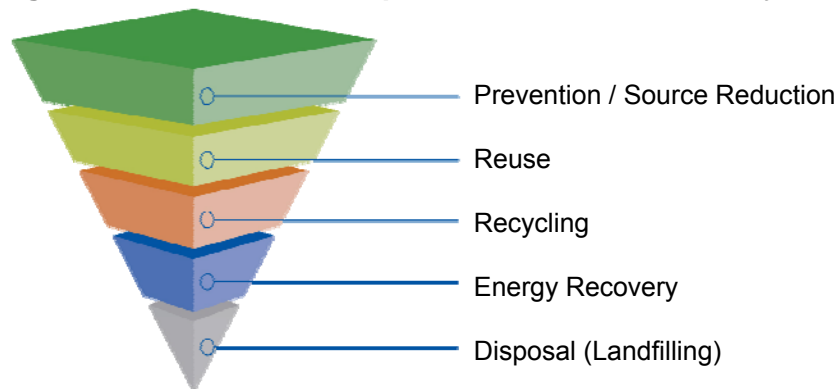 Prevention / Source Reduction
Reuse
Recycling
Energy Recovery
Disposal (Landfilling)